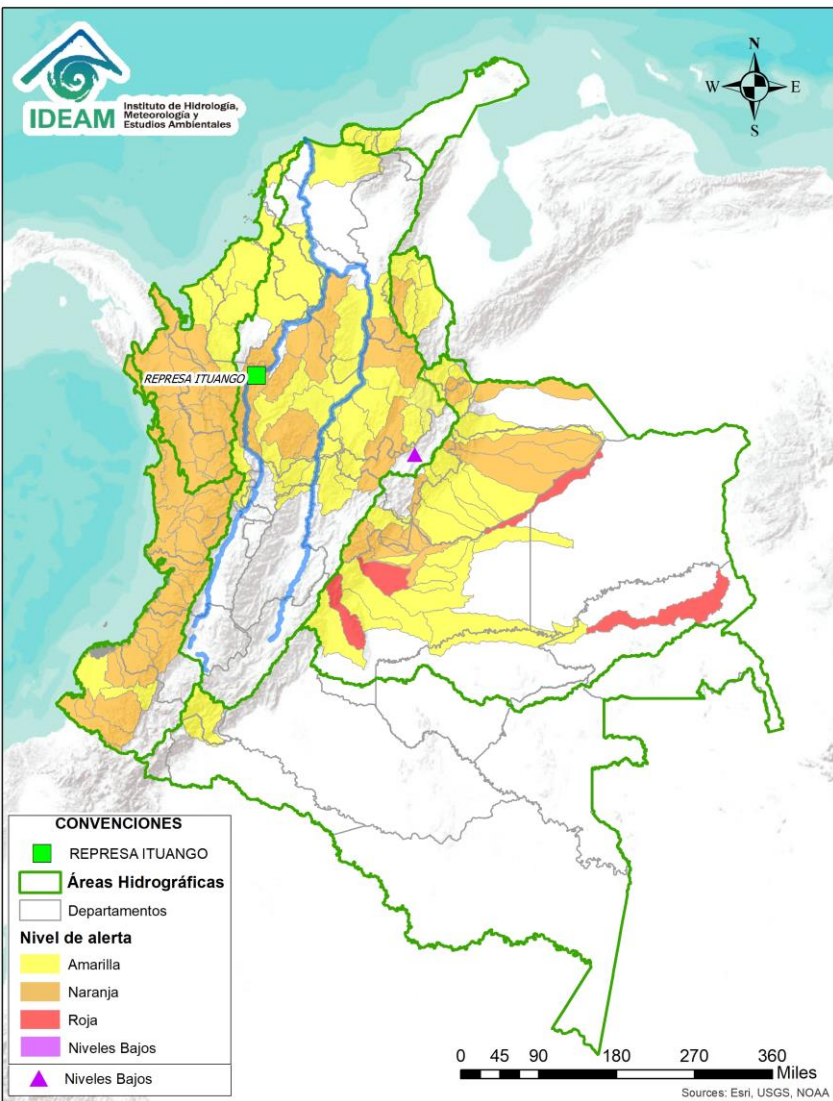 IDEAM
Instituto de Hidrología,
Meteorología y
Estudios Ambientales
N
W
E
S
REPRESA ITUANGO
CONVENCIONES
REPRESA ITUANGO
Áreas Hidrográficas
Departamentos
Nivel de alerta
Amarilla
Naranja
Roja
Niveles Bajos
Niveles Bajos
0 45 90 180 270 360
Miles
Sources: Esri, USGS, NOAA